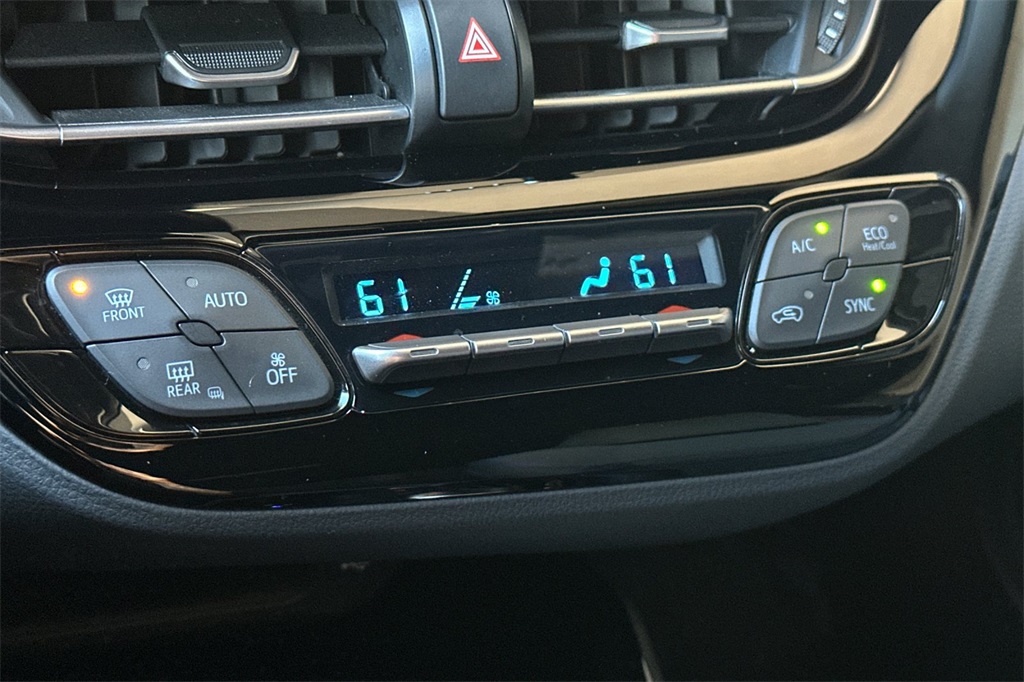 61
61
A/C
ECO
Heat/Cool
FRONT
AUTO
SYNC
REAR
OFF